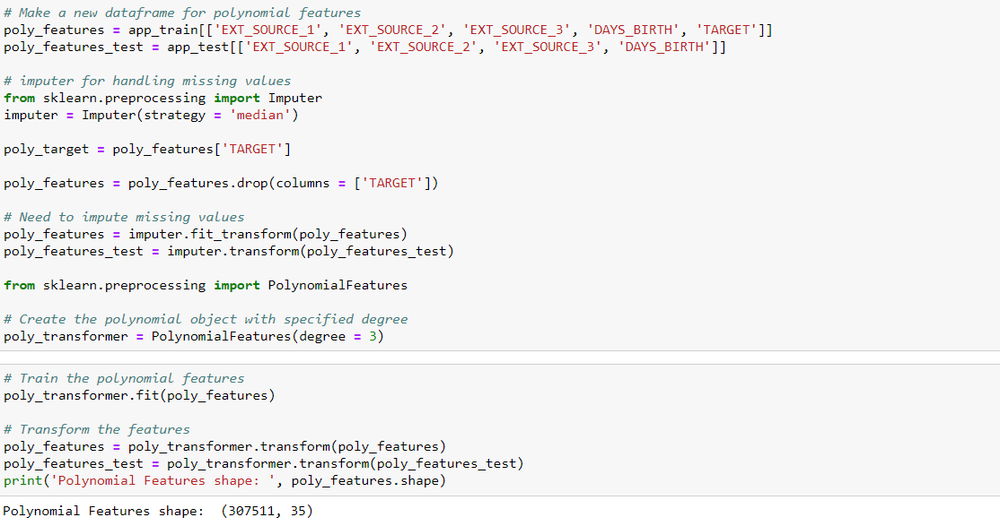 # Make a new dataframe for polynomial features
poly_features = app_train[['EXT_SOURCE_1', 'EXT_SOURCE_2', 'EXT_SOURCE_3', 'DAYS_BIRTH', 'TARGET']]
poly_features_test = app_test[['EXT_SOURCE_1', 'EXT_SOURCE_2', 'EXT_SOURCE_3', 'DAYS_BIRTH']]
# imputer for handling missing values
from sklearn.preprocessing import Imputer
imputer = Imputer(strategy = 'median')
poly_target = poly_features['TARGET']
poly_features = poly_features.drop(columns = ['TARGET'])
# Need to impute missing values
poly_features = imputer.fit_transform(poly_features)
poly_features_test = imputer.transform(poly_features_test)
from sklearn.preprocessing import PolynomialFeatures
# Create the polynomial object with specified degree
poly_transformer = PolynomialFeatures(degree = 3)
# Train the polynomial features
poly_transformer.fit(poly_features)
# Transform the features
poly_features = poly_transformer.transform(poly_features)
poly_features_test = poly_transformer.transform(poly_features_test)
print('Polynomial Features shape: ', poly_features.shape)
Polynomial Features shape:  (307511, 35)